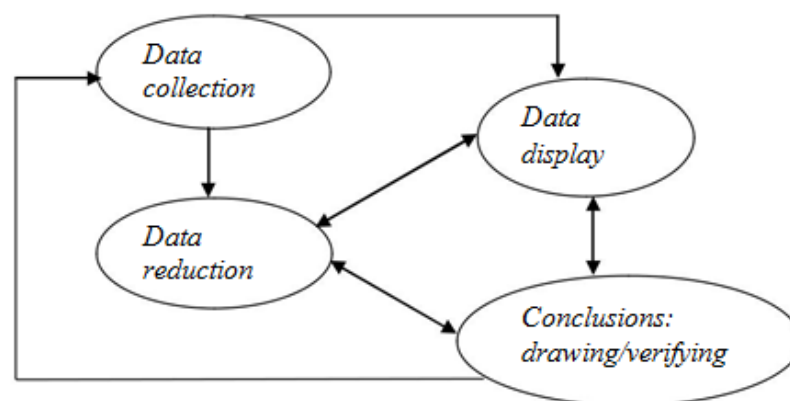 Data
collection
Data
display
Data
reduction
Conclusions:
drawing/verifying